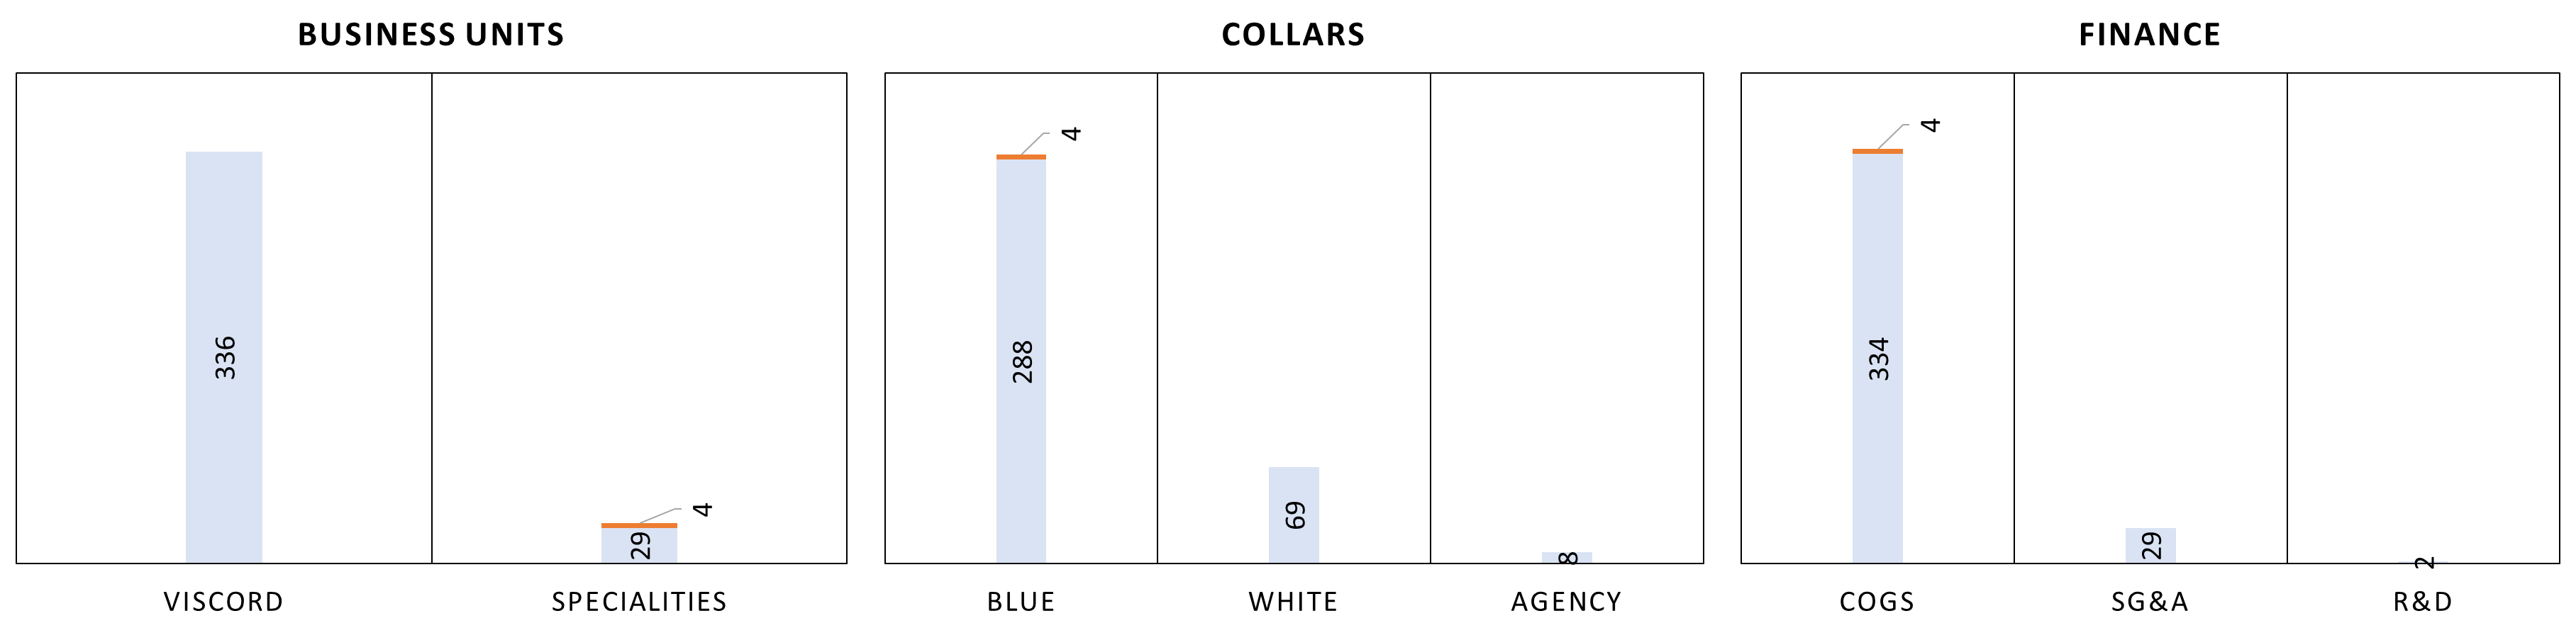 BUSINESS UNITS
336
29
4
VISCORD
SPECIALITIES
COLLARS
288
4
69
8
BLUE
WHITE
AGENCY
FINANCE
334
4
29
2
COGS
SG&A
R&D